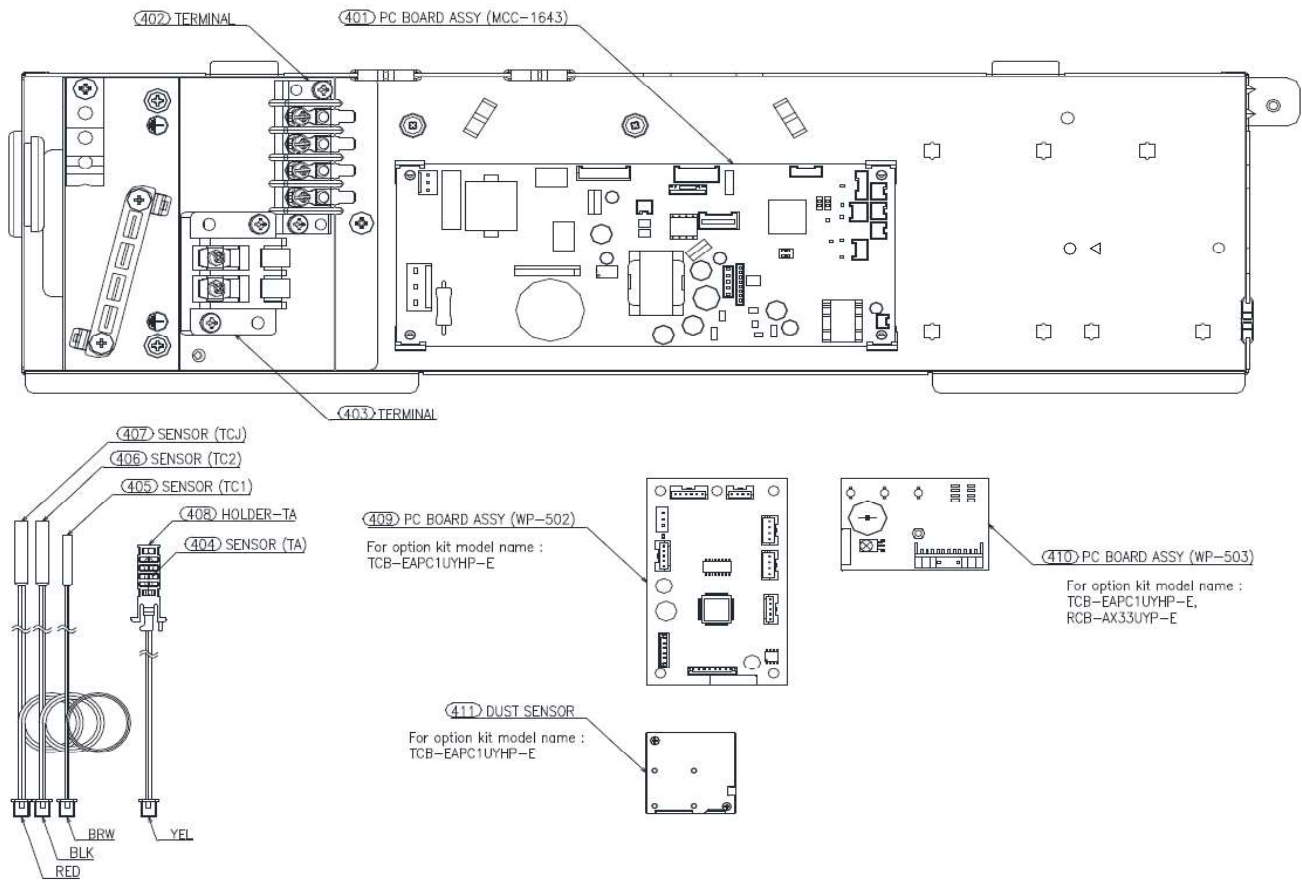 402 TERMINAL
401 PC BOARD ASSY (MCC-1643)
403 TERMINAL
407 SENSOR (TCJ)
406 SENSOR (TC2)
405 SENSOR (TC1)
408 HOLDER-TA
404 SENSOR (TA)
409 PC BOARD ASSY (WP-502)
For option kit model name :
TCB-EAPC1UYHP-E
410 PC BOARD ASSY (WP-503)
For option kit model name :
TCB-EAPC1UYHP-E,
RCB-AX33UYP-E
411 DUST SENSOR
For option kit model name :
TCB-EAPC1UYHP-E
BRW
YEL
BLK
RED